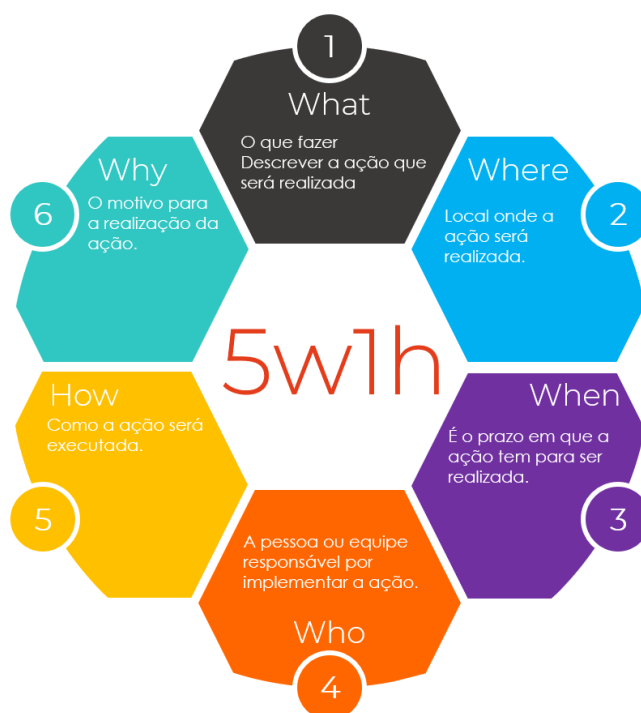 1
What
O que fazer
Descrever a ação que
será realizada
Where
2
Local onde a
ação será
realizada.
When
É o prazo em que a
ação tem para ser
realizada.
3
A pessoa ou equipe
responsável por
implementar a ação.
Who
4
How
Como a ação será
executada.
5
Why
6
O motivo para
a realização da
ação.
5w1h